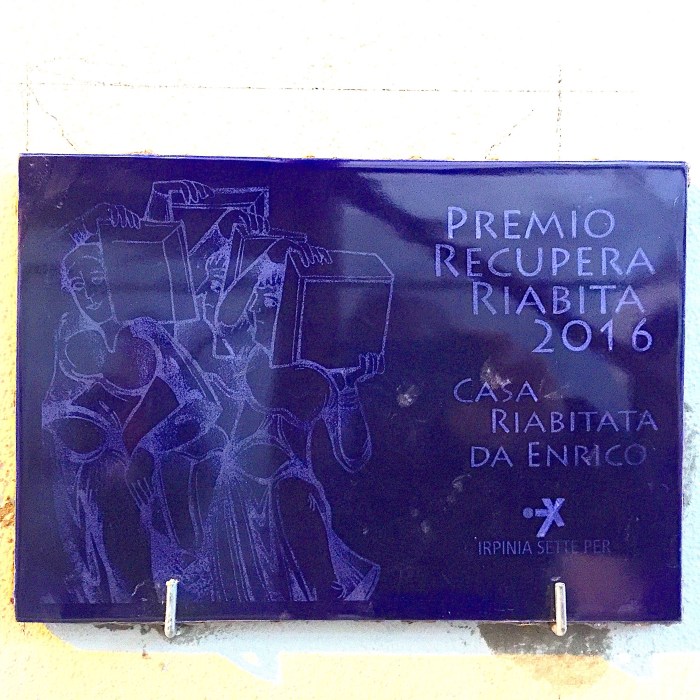 PREMIO
RECUPERA
RIABITA
2016
CASA
RIABITATA
DA ENRICO
IRPINIA SETTE PER